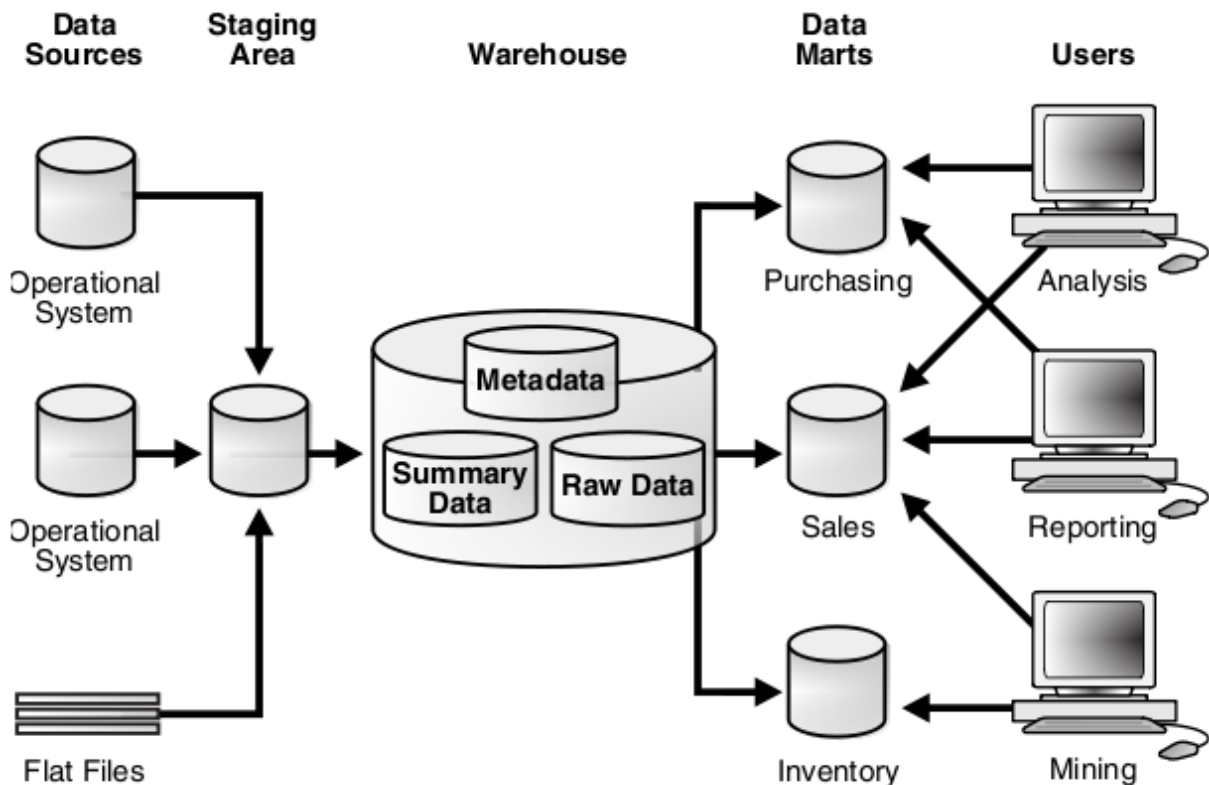 Data
Sources
Staging
Area
Warehouse
Data
Marts
Users
Operational
System
Purchasing
Analysis
Metadata
Summary
Data
Raw Data
Operational
System
Sales
Reporting
Flat Files
Inventory
Mining